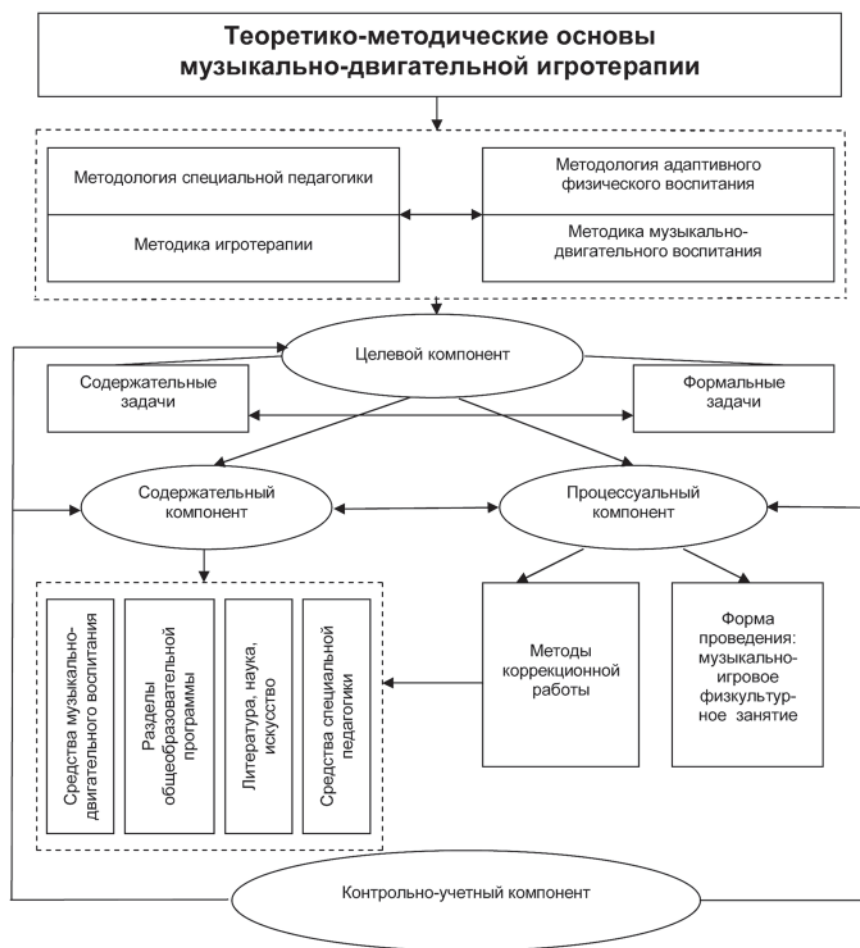 Теоретико-методические основы
музыкально-двигательной игротерапии
Методология специальной педагогики
Методика игротерапии
Методология адаптивного
физического воспитания
Методика музыкально-
двигательного воспитания
Целевой компонент
Содержательные
задачи
Формальные
задачи
Содержательный
компонент
Процессуальный
компонент
Средства музыкально-
двигательного воспитания
Разделы
общеобразовательной
программы
Литература, наука,
искусство
Средства специальной
педагогики
Методы
коррекционной
работы
Форма
проведения:
музыкально-
игровое
физкультур-
ное занятие
Контрольно-учетный компонент